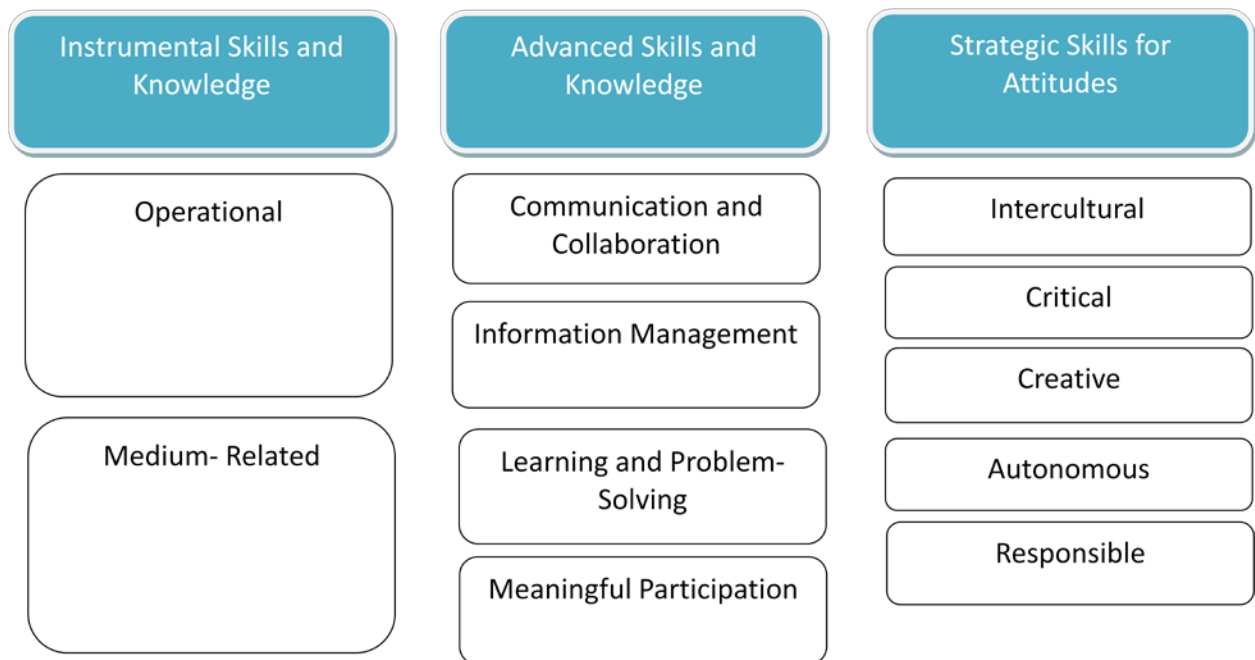 Instrumental Skills and
Knowledge
Operational
Medium- Related
Advanced Skills and
Knowledge
Communication and
Collaboration
Information Management
Learning and Problem-
Solving
Meaningful Participation
Strategic Skills for
Attitudes
Intercultural
Critical
Creative
Autonomous
Responsible